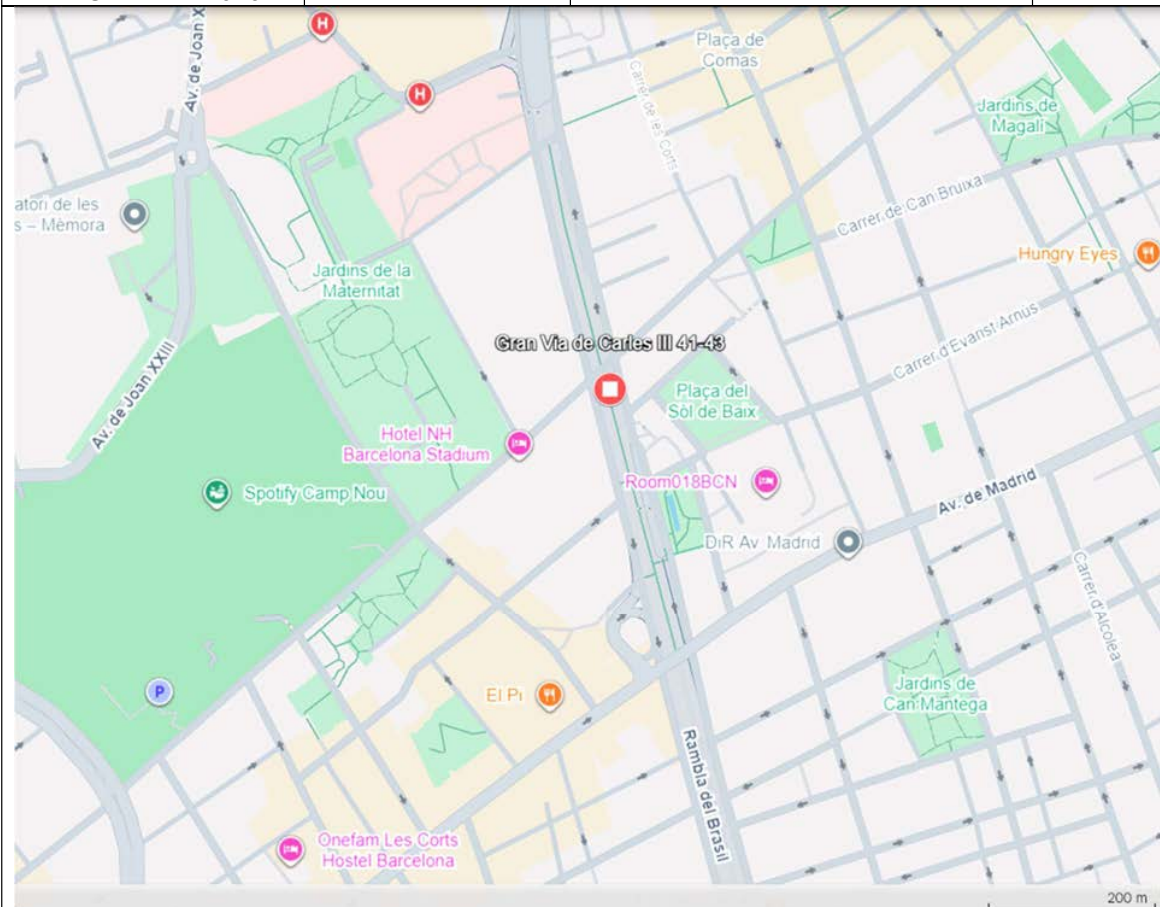 Av. de Joan X
H
H
Plaça de
Comas
Carrer de les Corts
Jardins de
Magalí
atori de les
s – Mèmora
Carrer de Can Bruixa
Hungry Eyes
Jardins de la
Maternitat
Gran Via de Carles III 41-43
Carrer d'Evarist Arnús
Av. de Joan XXIII
Plaça del
Sol de Baix
Hotel NH
Barcelona Stadium
Spotify Camp Nou
Room018BCN
Av. de Madrid
DiR Av. Madrid
Carrer d'Alcolea
P
El Pi
Jardins de
Can Mantega
Rambla del Brasil
Onefam Les Corts
Hostel Barcelona
200 m